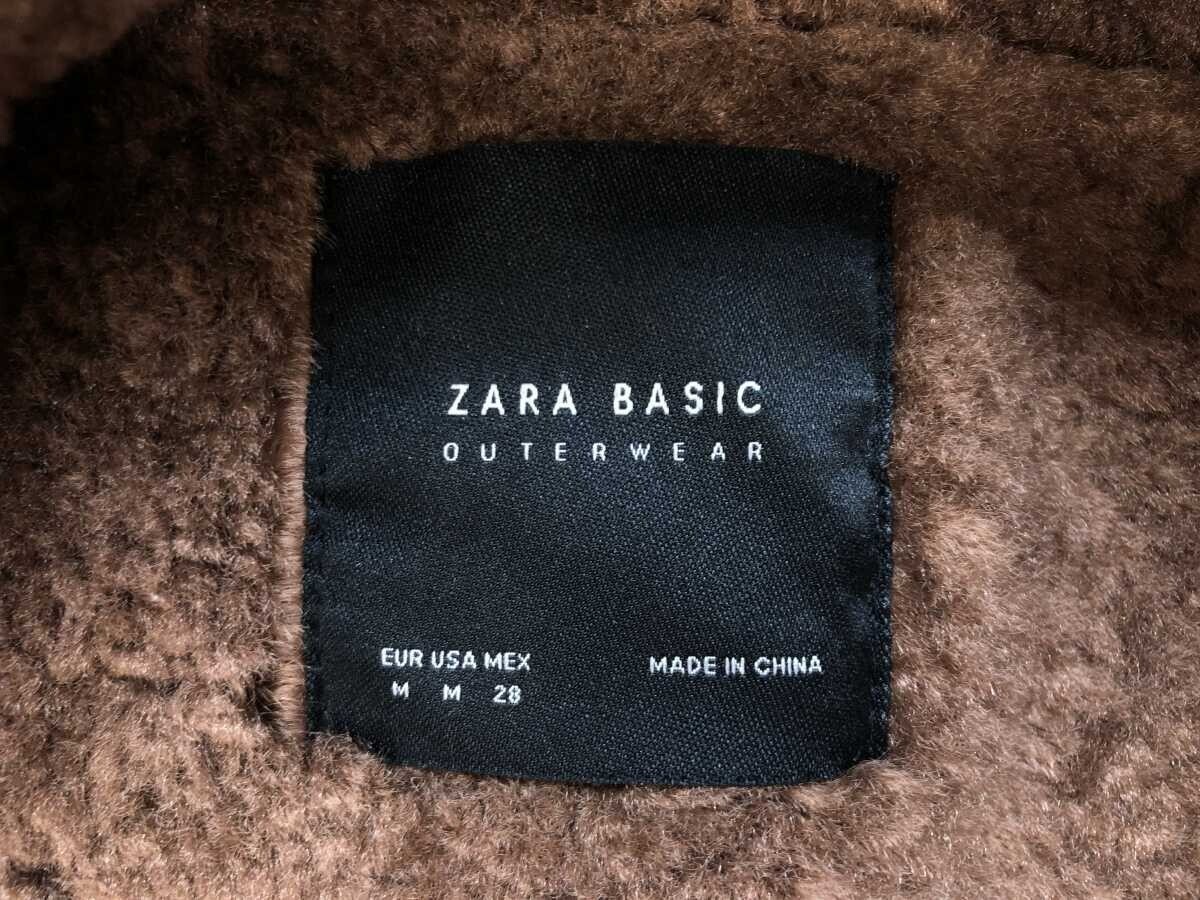 ZARA BASIC
OUTERWEAR
EUR USA MEX
M M 28
MADE IN CHINA